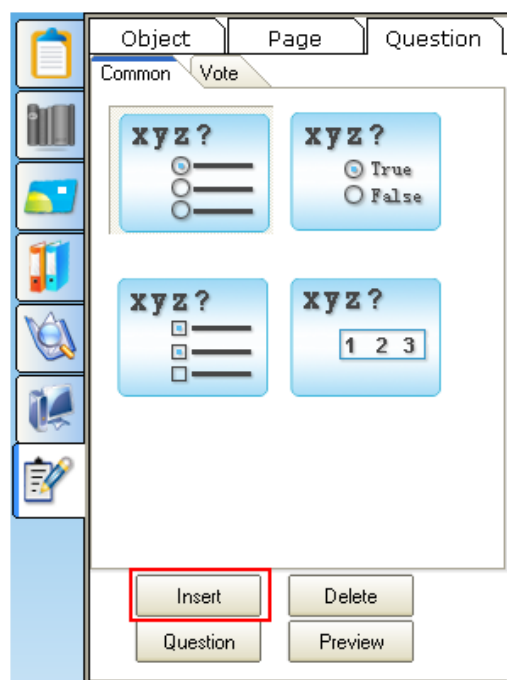 Object Page Question
Common Vote
xyz? xyz?
True
False
xyz? xyz?
1 2 3
Insert Delete
Question Preview